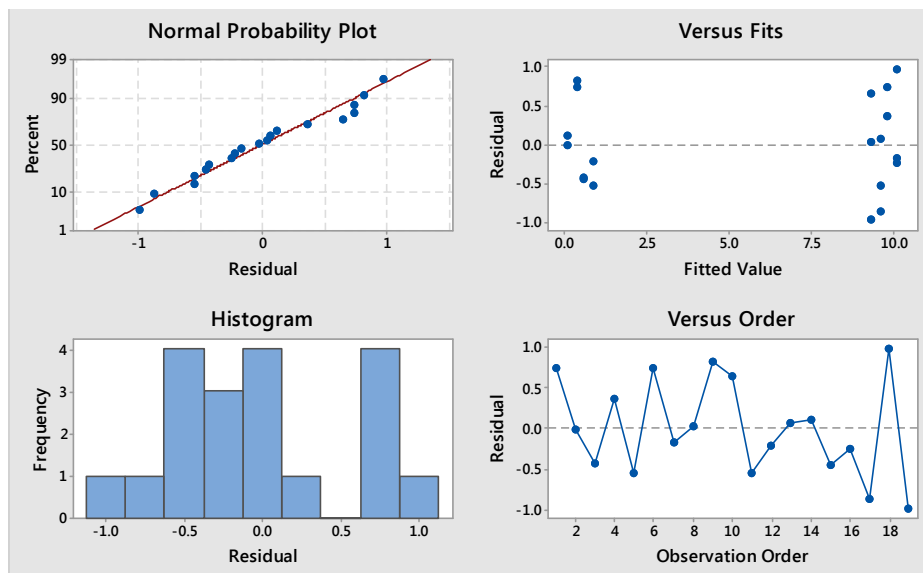 Normal Probability Plot
99
90
50
10
1
Percent
-1 0 1
Residual
Versus Fits
1.0
0.5
0.0
-0.5
-1.0
Residual
0.0 2.5 5.0 7.5 10.0
Fitted Value
Histogram
4
3
2
1
0
Frequency
-1.0 -0.5 0.0 0.5 1.0
Residual
Versus Order
1.0
0.5
0.0
-0.5
-1.0
Residual
2 4 6 8 10 12 14 16 18
Observation Order